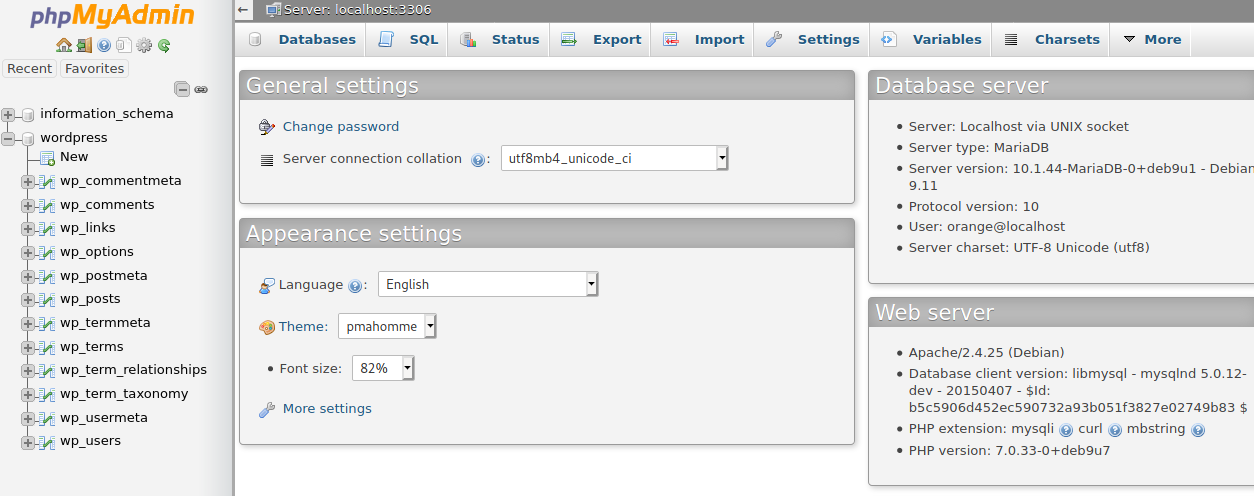 phpMyAdmin
Recent Favorites
information_schema
wordpress
New
wp_commentmeta
wp_comments
wp_links
wp_options
wp_postmeta
wp_posts
wp_termmeta
wp_terms
wp_term_relationships
wp_term_taxonomy
wp_usermeta
wp_users
Server: localhost:3306
Databases SQL Status Export Import Settings Variables Charsets More
General settings
Change password
Server connection collation : utf8mb4_unicode_ci
Appearance settings
Language : English
Theme: pmahomme
Font size: 82%
More settings
Database server
Server: Localhost via UNIX socket
Server type: MariaDB
Server version: 10.1.44-MariaDB-0+deb9u1 - Debian
9.11
Protocol version: 10
User: orange@localhost
Server charset: UTF-8 Unicode (utf8)
Web server
Apache/2.4.25 (Debian)
Database client version: libmysql - mysqlnd 5.0.12-
dev - 20150407 - $Id:
b5c5906d452ec590732a93b051f3827e02749b83 $
PHP extension: mysqli curl mbstring
PHP version: 7.0.33-0+deb9u7